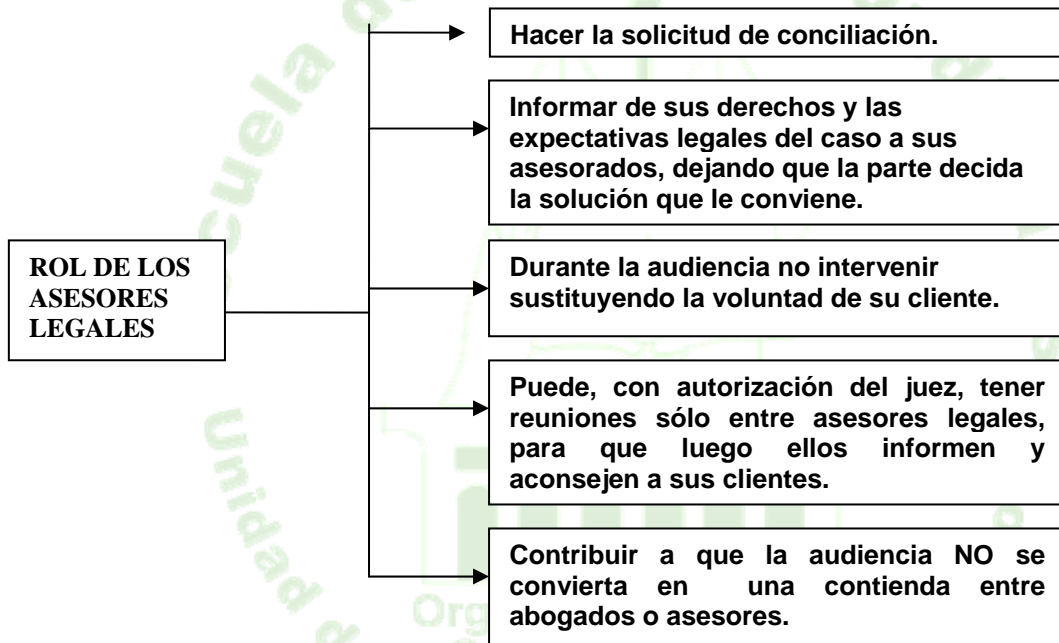 Hacer la solicitud de conciliación.
Informar de sus derechos y las
expectativas legales del caso a sus
asesorados, dejando que la parte decida
la solución que le conviene.
ROL DE LOS
ASESORES
LEGALES
Durante la audiencia no intervenir
sustituyendo la voluntad de su cliente.
Puede, con autorización del juez, tener
reuniones sólo entre asesores legales,
para que luego ellos informen y
aconsejen a sus clientes.
Contribuir a que la audiencia NO se
convierta en una contienda entre
abogados o asesores.
Unidad